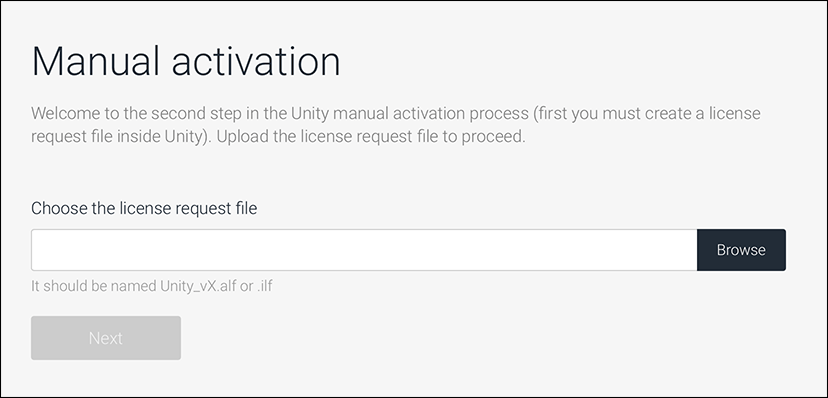 Manual activation
Welcome to the second step in the Unity manual activation process (first you must create a license
request file inside Unity). Upload the license request file to proceed.
Choose the license request file
Browse
It should be named Unity_vX.alf or .ilf
Next